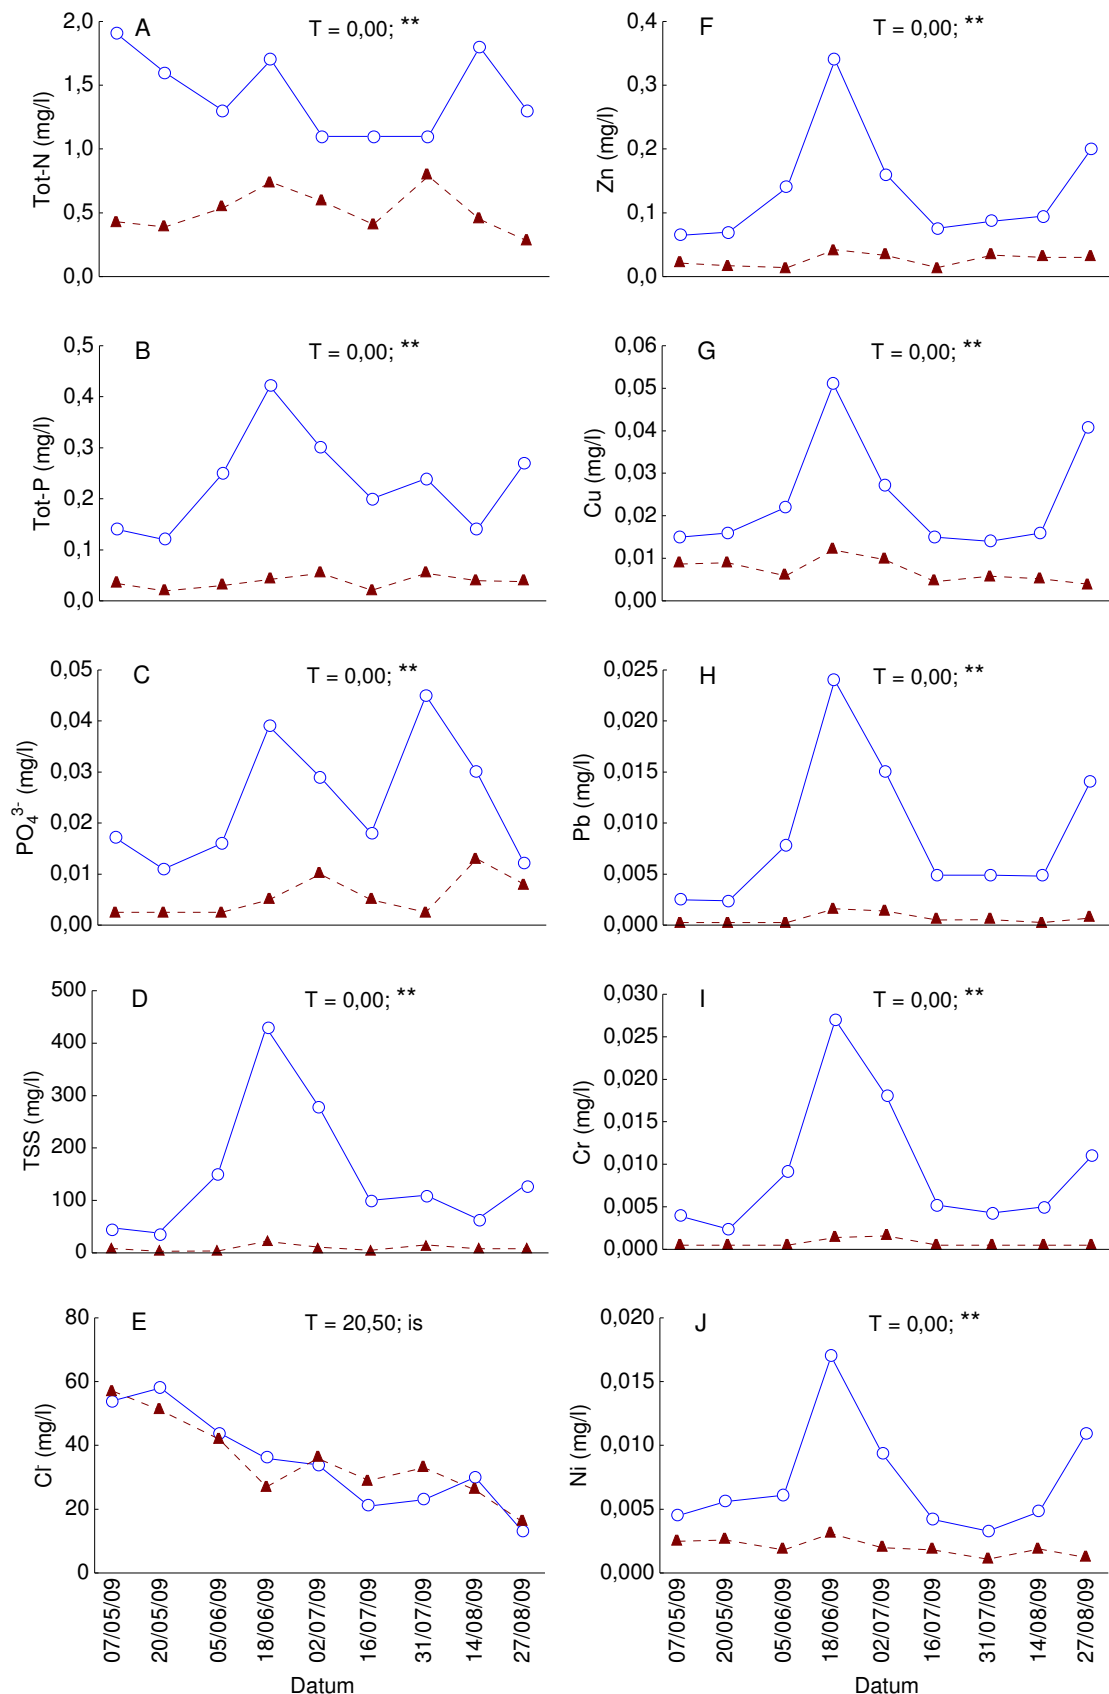 A
T = 0,00; **
2,0
1,5
1,0
0,5
0,0
Tot-N (mg/l)
B
T = 0,00; **
0,5
0,4
0,3
0,2
0,1
0,0
Tot-P (mg/l)
C
T = 0,00; **
0,05
0,04
0,03
0,02
0,01
0,00
PO₄³⁻ (mg/l)
D
T = 0,00; **
500
400
300
200
100
0
TSS (mg/l)
E
T = 20,50; is
80
60
40
20
0
Cl⁻ (mg/l)
07/05/09
20/05/09
05/06/09
18/06/09
02/07/09
16/07/09
31/07/09
14/08/09
27/08/09
Datum
F
T = 0,00; **
0,4
0,3
0,2
0,1
0,0
Zn (mg/l)
G
T = 0,00; **
0,06
0,05
0,04
0,03
0,02
0,01
0,00
Cu (mg/l)
H
T = 0,00; **
0,025
0,020
0,015
0,010
0,005
0,000
Pb (mg/l)
I
T = 0,00; **
0,030
0,025
0,020
0,015
0,010
0,005
0,000
Cr (mg/l)
J
T = 0,00; **
0,020
0,015
0,010
0,005
0,000
Ni (mg/l)
07/05/09
20/05/09
05/06/09
18/06/09
02/07/09
16/07/09
31/07/09
14/08/09
27/08/09
Datum